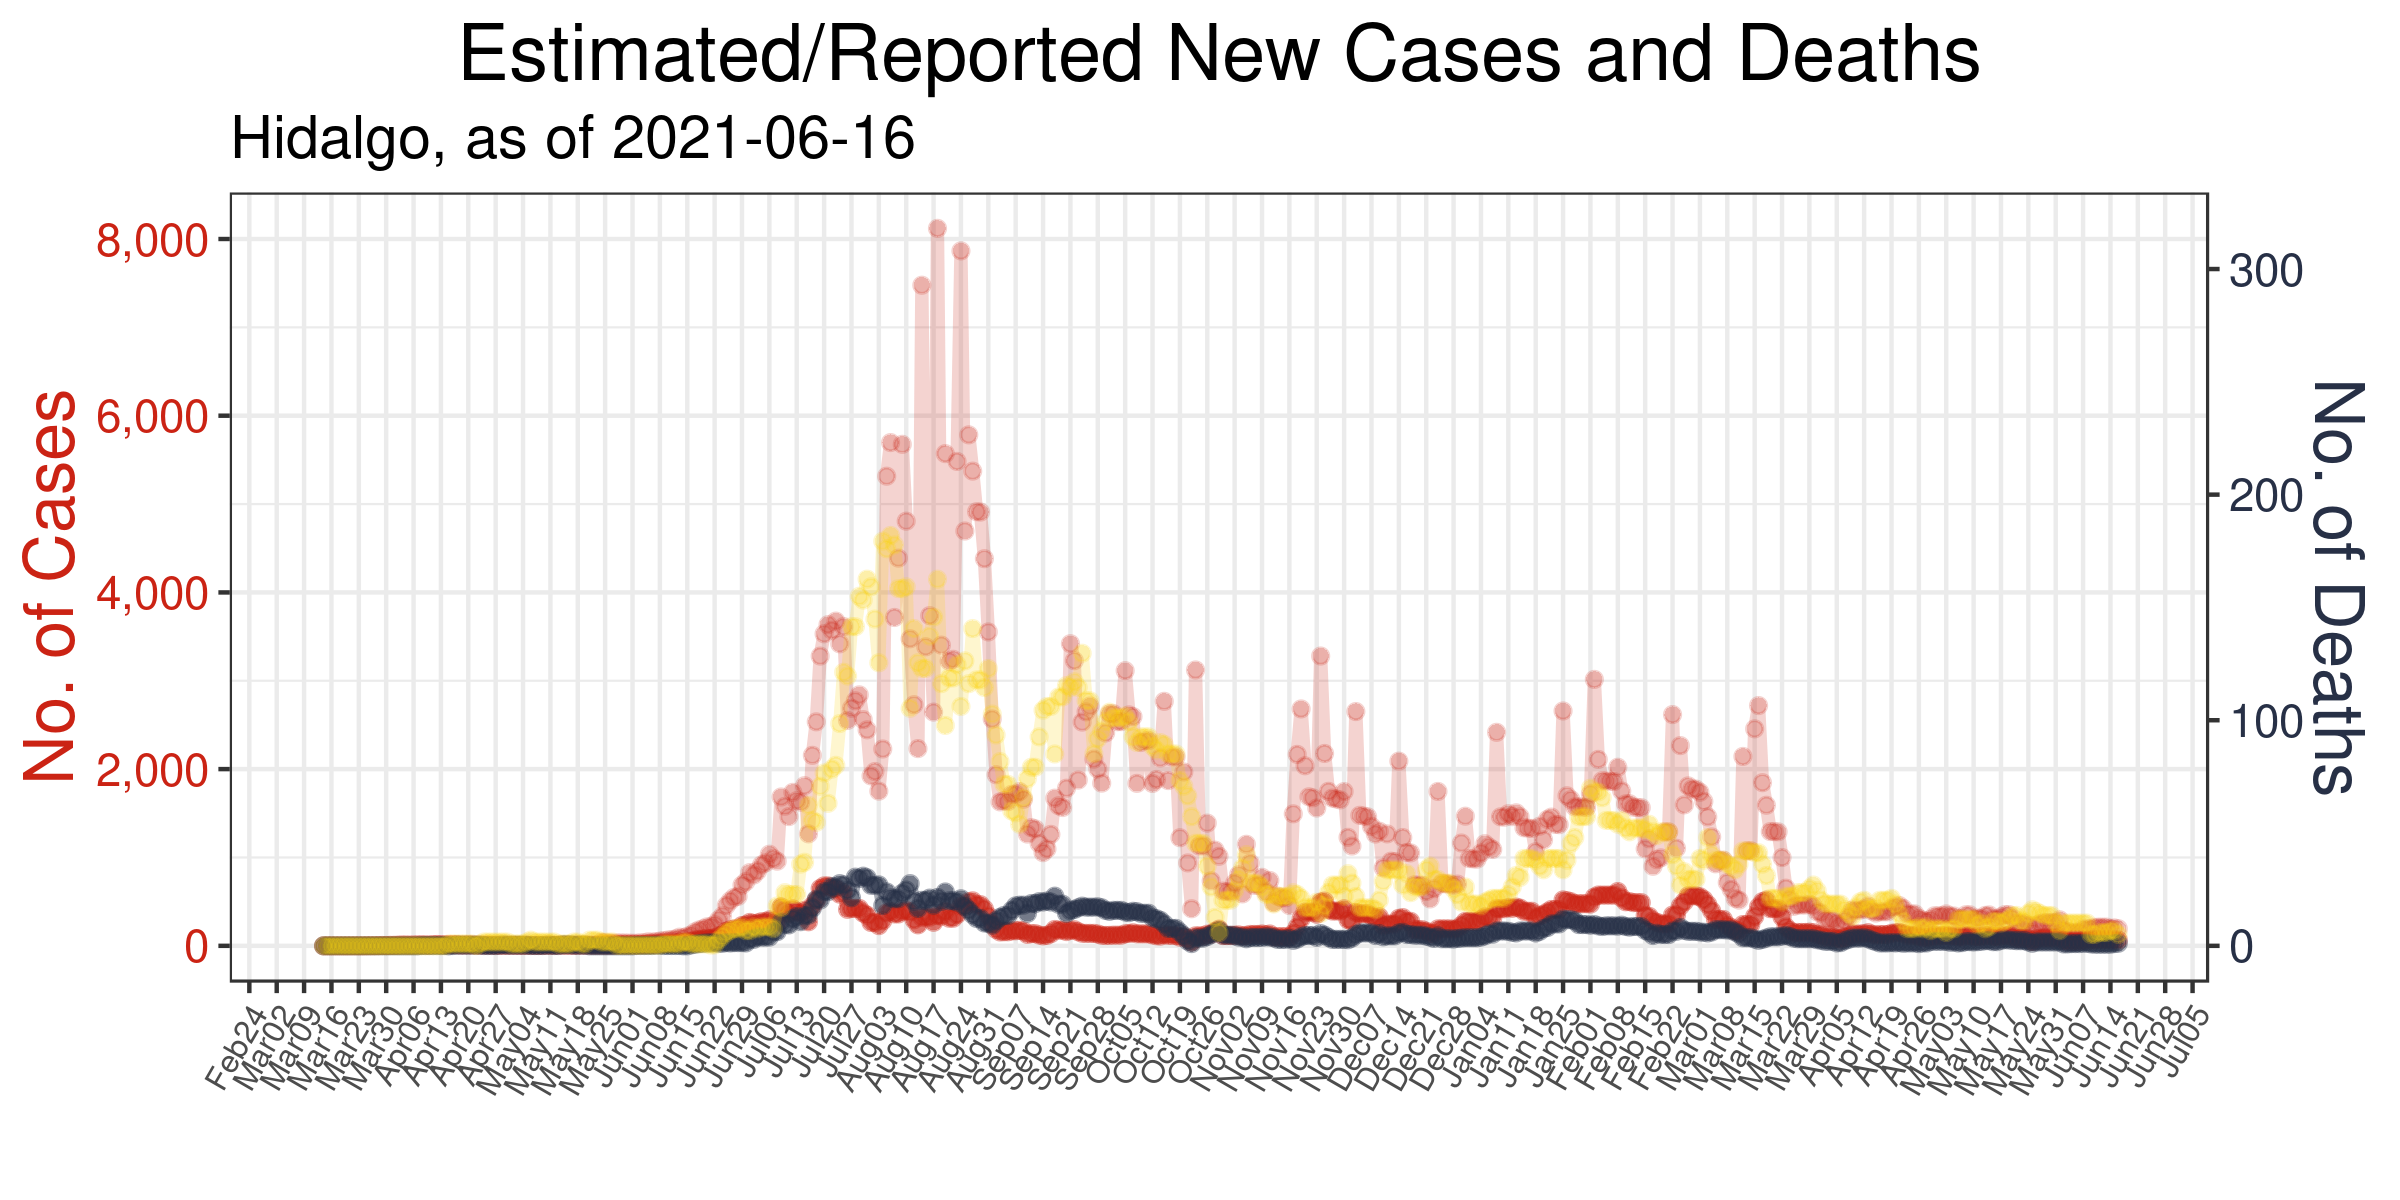 Estimated/Reported New Cases and Deaths
Hidalgo, as of 2021-06-16
No. of Cases
8,000
6,000
4,000
2,000
0
300
200
100
0
No. of Deaths
Feb24
Mar02
Mar09
Mar16
Mar23
Mar30
Apr06
Apr13
Apr20
Apr27
May04
May11
May18
May25
Jun01
Jun08
Jun15
Jun22
Jun29
Jul06
Jul13
Jul20
Jul27
Aug03
Aug10
Aug17
Aug24
Aug31
Sep07
Sep14
Sep21
Sep28
Oct05
Oct12
Oct19
Oct26
Nov02
Nov09
Nov16
Nov23
Nov30
Dec07
Dec14
Dec21
Dec28
Jan04
Jan11
Jan18
Jan25
Feb01
Feb08
Feb15
Feb22
Mar01
Mar08
Mar15
Mar22
Mar29
Apr05
Apr12
Apr19
Apr26
May03
May10
May17
May24
May31
Jun07
Jun14
Jun21
Jun28
Jul05